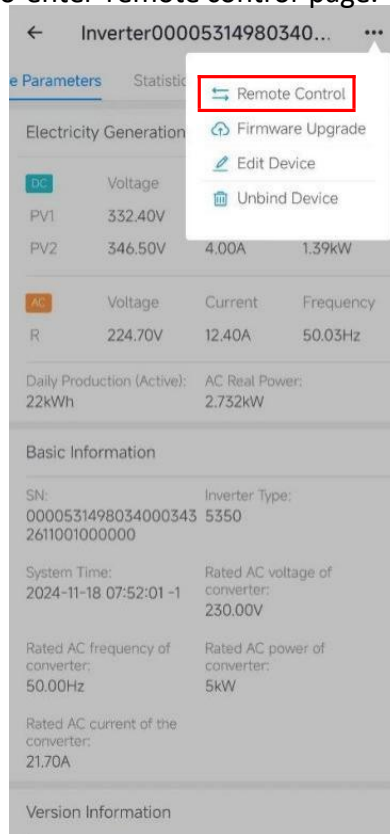 o enter remote control page.
Inverter00005314980340... •••
e Parameters Statistic
Remote Control
Firmware Upgrade
Edit Device
Unbind Device
Electricity Generation
DC Voltage
PV1 332.40V
PV2 346.50V 4.00A 1.39kW
AC Voltage Current Frequency
R 224.70V 12.40A 50.03Hz
Daily Production (Active): AC Real Power:
22kWh 2.732kW
Basic Information
SN: Inverter Type:
0000531498034000343 5350
2611001000000
System Time: Rated AC voltage of
2024-11-18 07:52:01 -1 converter:
230.00V
Rated AC frequency of Rated AC power of
converter: converter:
50.00Hz 5kW
Rated AC current of the
converter:
21.70A
Version Information